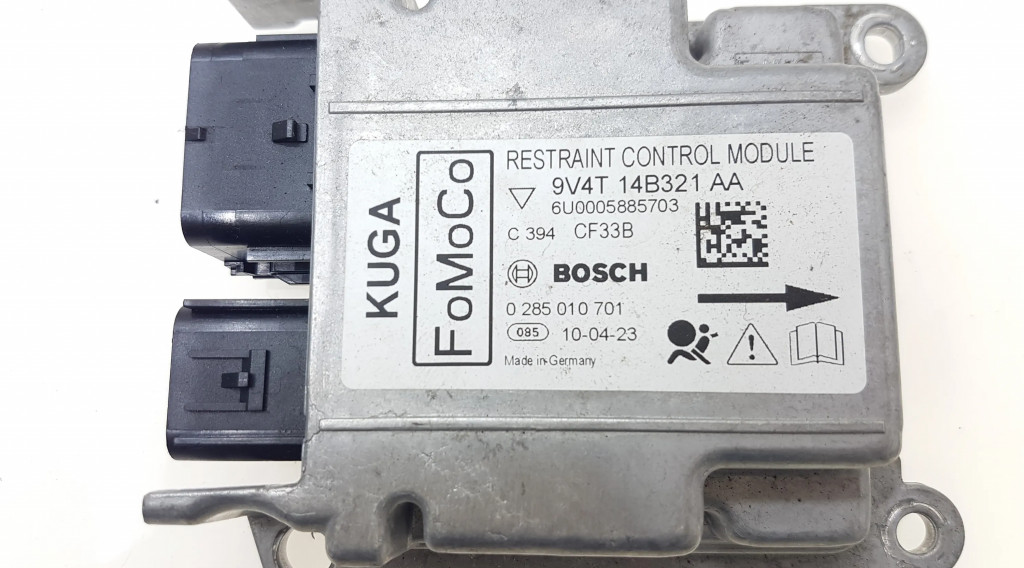 KUGA
FoMoCo
RESTRAINT CONTROL MODULE
9V4T 14B321 AA
6U0005885703
C 394 CF33B
BOSCH
0 285 010 701
085 10-04-23
Made in Germany